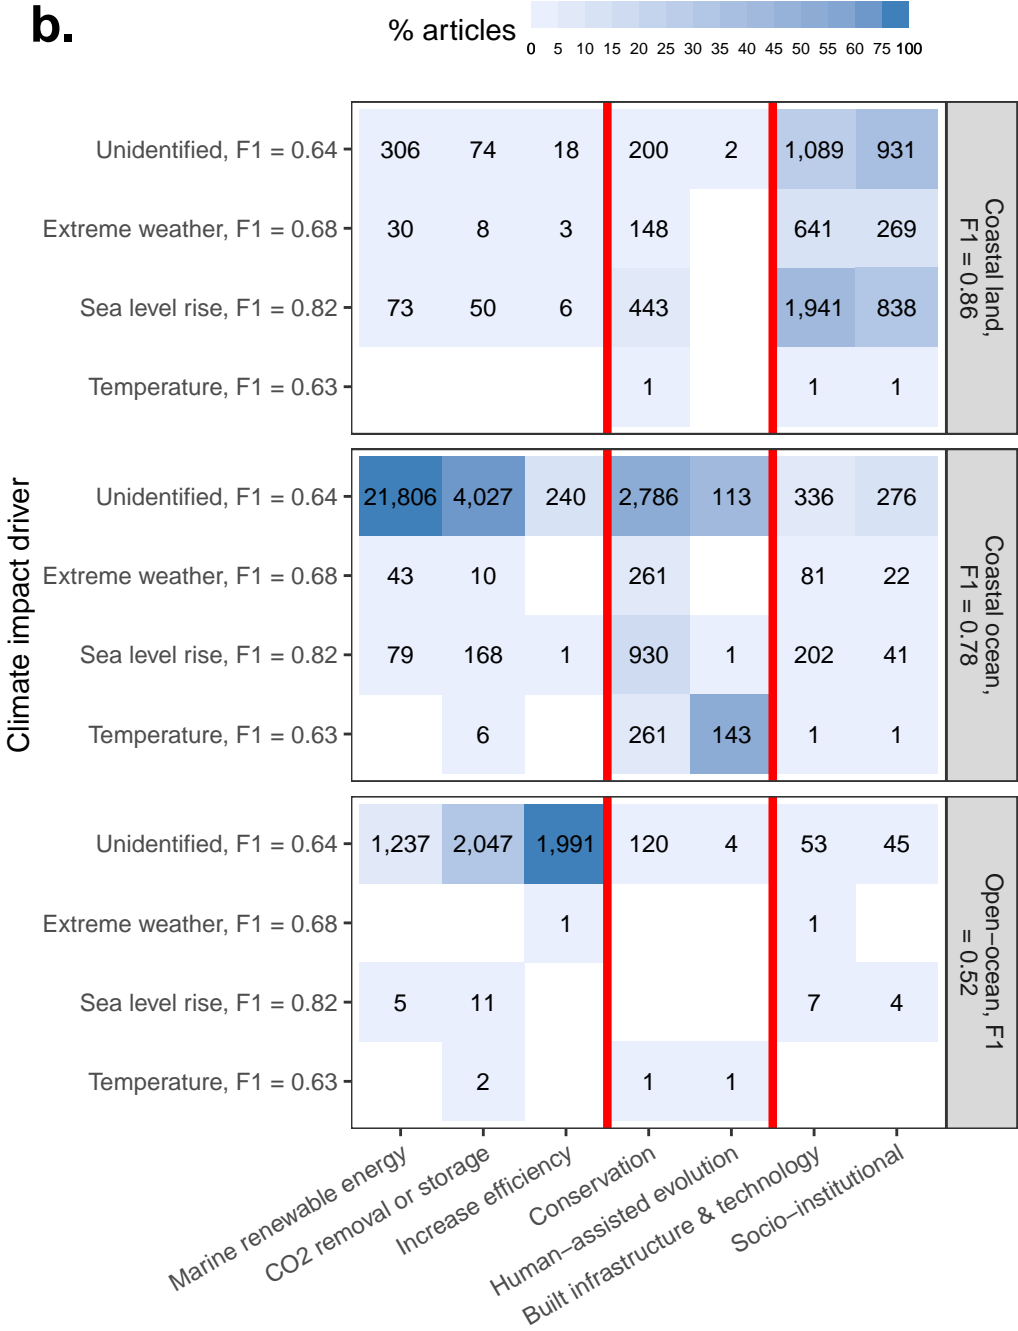 b.
% articles
0 5 10 15 20 25 30 35 40 45 50 55 60 75 100
Climate impact driver
Unidentified, F1 = 0.64 306 74 18 200 2 1,089 931
Extreme weather, F1 = 0.68 30 8 3 148 641 269
Sea level rise, F1 = 0.82 73 50 6 443 1,941 838
Temperature, F1 = 0.63 1 1 1
Coastal land,
F1 = 0.86
Unidentified, F1 = 0.64 21,806 4,027 240 2,786 113 336 276
Extreme weather, F1 = 0.68 43 10 261 81 22
Sea level rise, F1 = 0.82 79 168 1 930 1 202 41
Temperature, F1 = 0.63 6 261 143 1 1
Coastal ocean,
F1 = 0.78
Unidentified, F1 = 0.64 1,237 2,047 1,991 120 4 53 45
Extreme weather, F1 = 0.68 1 1
Sea level rise, F1 = 0.82 5 11 7 4
Temperature, F1 = 0.63 2 1 1
Open−ocean, F1
= 0.52
Marine renewable energy
CO2 removal or storage
Increase efficiency
Conservation
Human−assisted evolution
Built infrastructure & technology
Socio−institutional